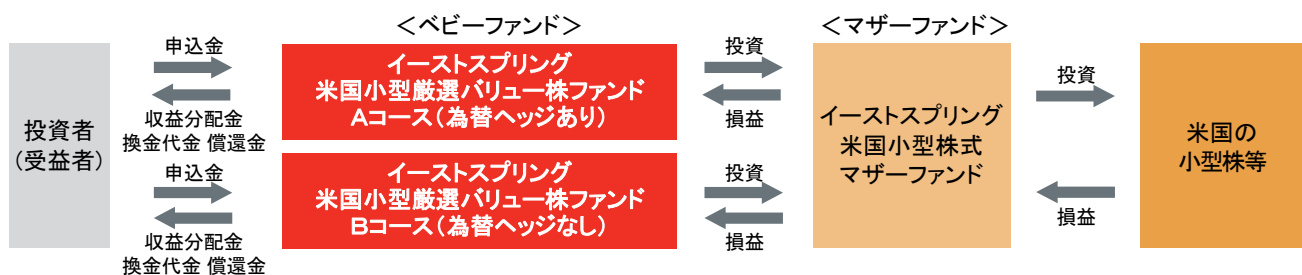 ＜ベビーファンド＞
＜マザーファンド＞
投資者
（受益者）
申込金
収益分配金
換金代金 償還金
イーストスプリング
米国小型厳選バリュー株ファンド
Aコース（為替ヘッジあり）
投資
損益
申込金
収益分配金
換金代金 償還金
イーストスプリング
米国小型厳選バリュー株ファンド
Bコース（為替ヘッジなし）
投資
損益
イーストスプリング
米国小型株式
マザーファンド
投資
損益
米国の
小型株等